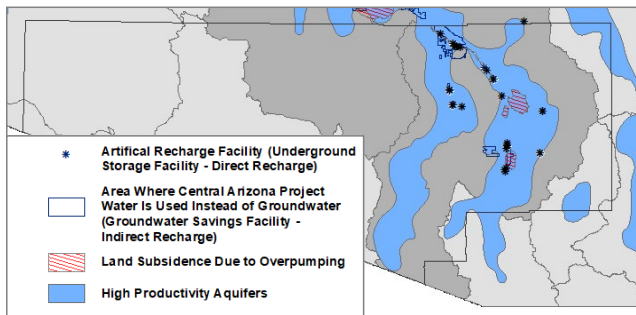 Artifical Recharge Facility (Underground
Storage Facility - Direct Recharge)
Area Where Central Arizona Project
Water Is Used Instead of Groundwater
(Groundwater Savings Facility -
Indirect Recharge)
Land Subsidence Due to Overpumping
High Productivity Aquifers